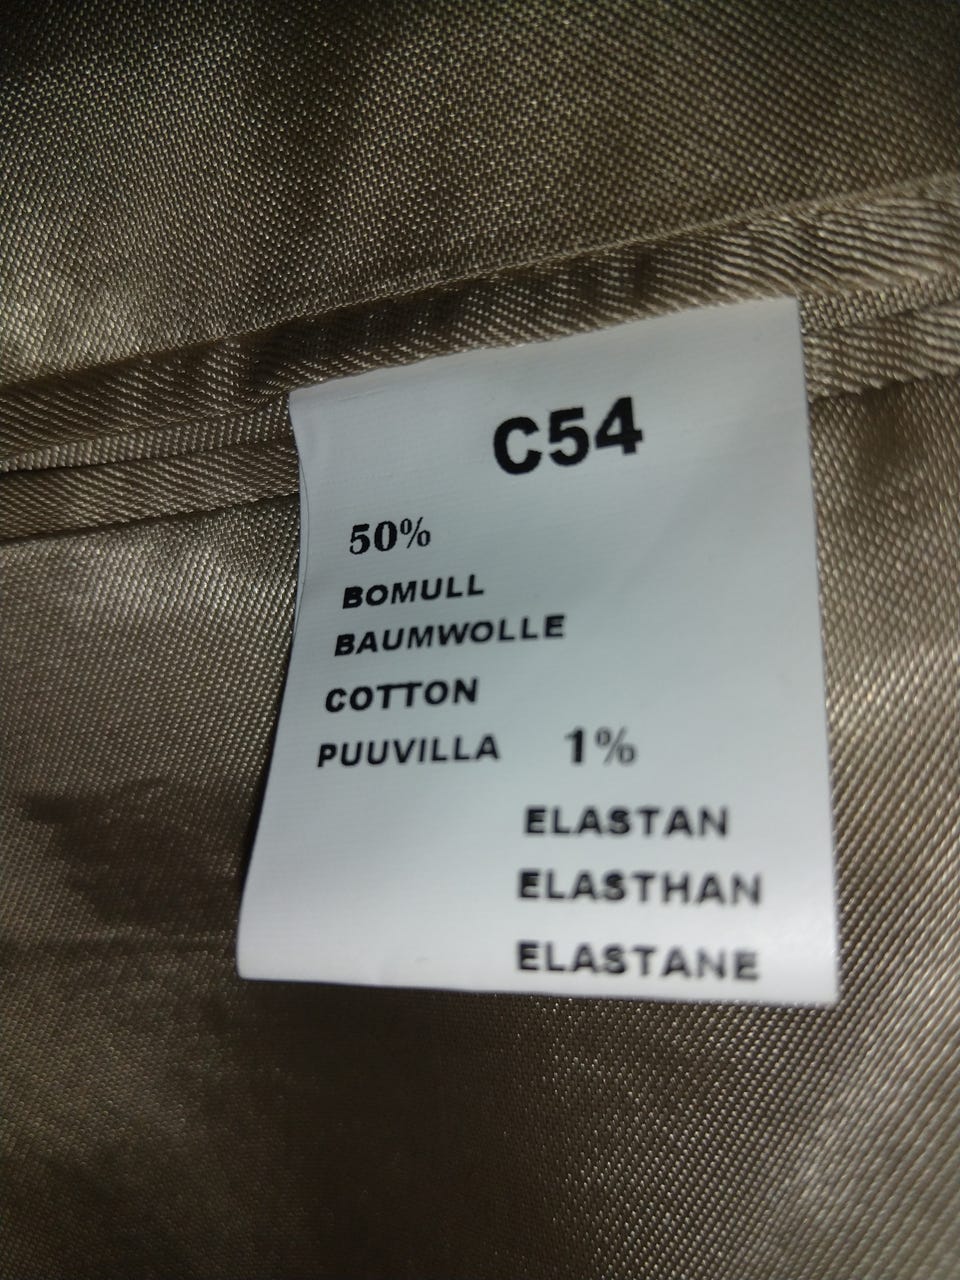 C54
50%
BOMULL
BAUMWOLLE
COTTON
PUUVILLA 1%
ELASTAN
ELASTHAN
ELASTANE